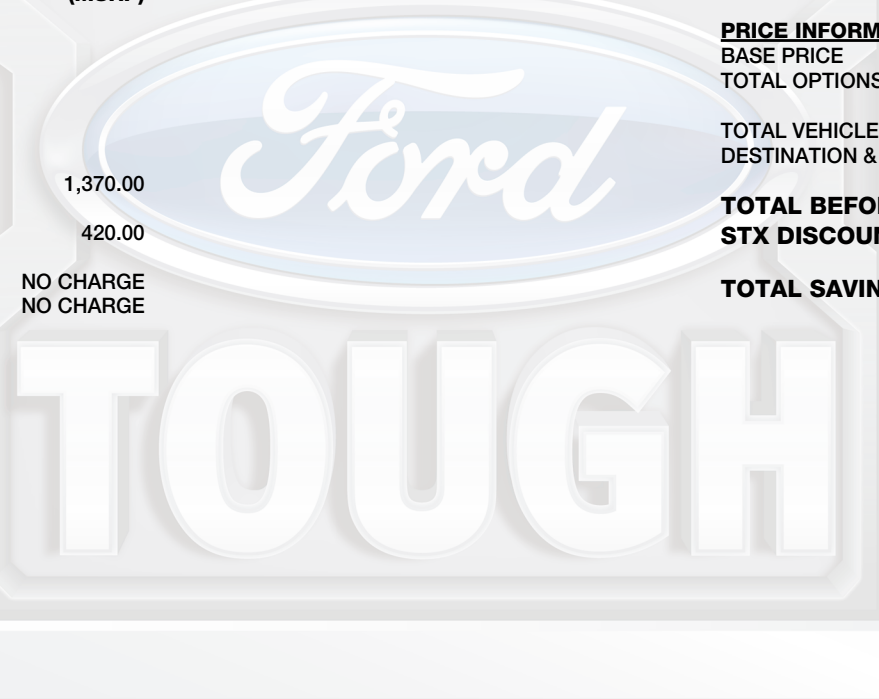 1,370.00
420.00
NO CHARGE
NO CHARGE
PRICE INFORM
BASE PRICE
TOTAL OPTIONS
TOTAL VEHICLE
DESTINATION &
TOTAL BEFO
STX DISCOU
TOTAL SAVIN
Ford
TOUGH